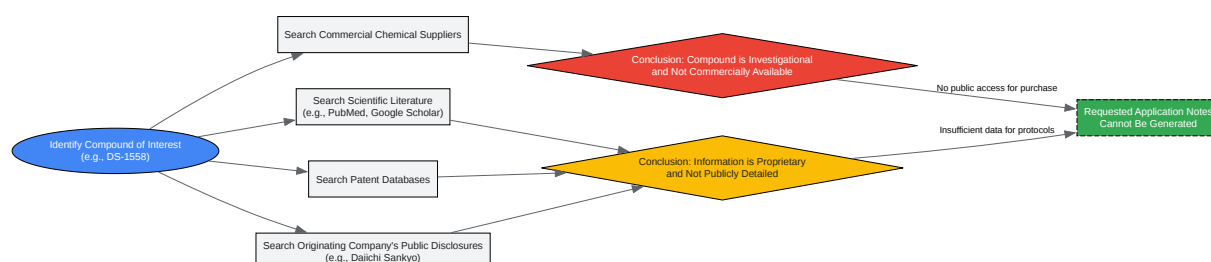 Search Commercial Chemical Suppliers
Conclusion: Compound is Investigational
and Not Commercially Available
No public access for purchase
Search Scientific Literature
(e.g., PubMed, Google Scholar)
Requested Application Notes
Cannot Be Generated
Identify Compound of Interest
(e.g., DS-1558)
Insufficient data for protocols
Conclusion: Information is Proprietary
and Not Publicly Detailed
Search Patent Databases
Search Originating Company's Public Disclosures
(e.g., Daiichi Sankyo)